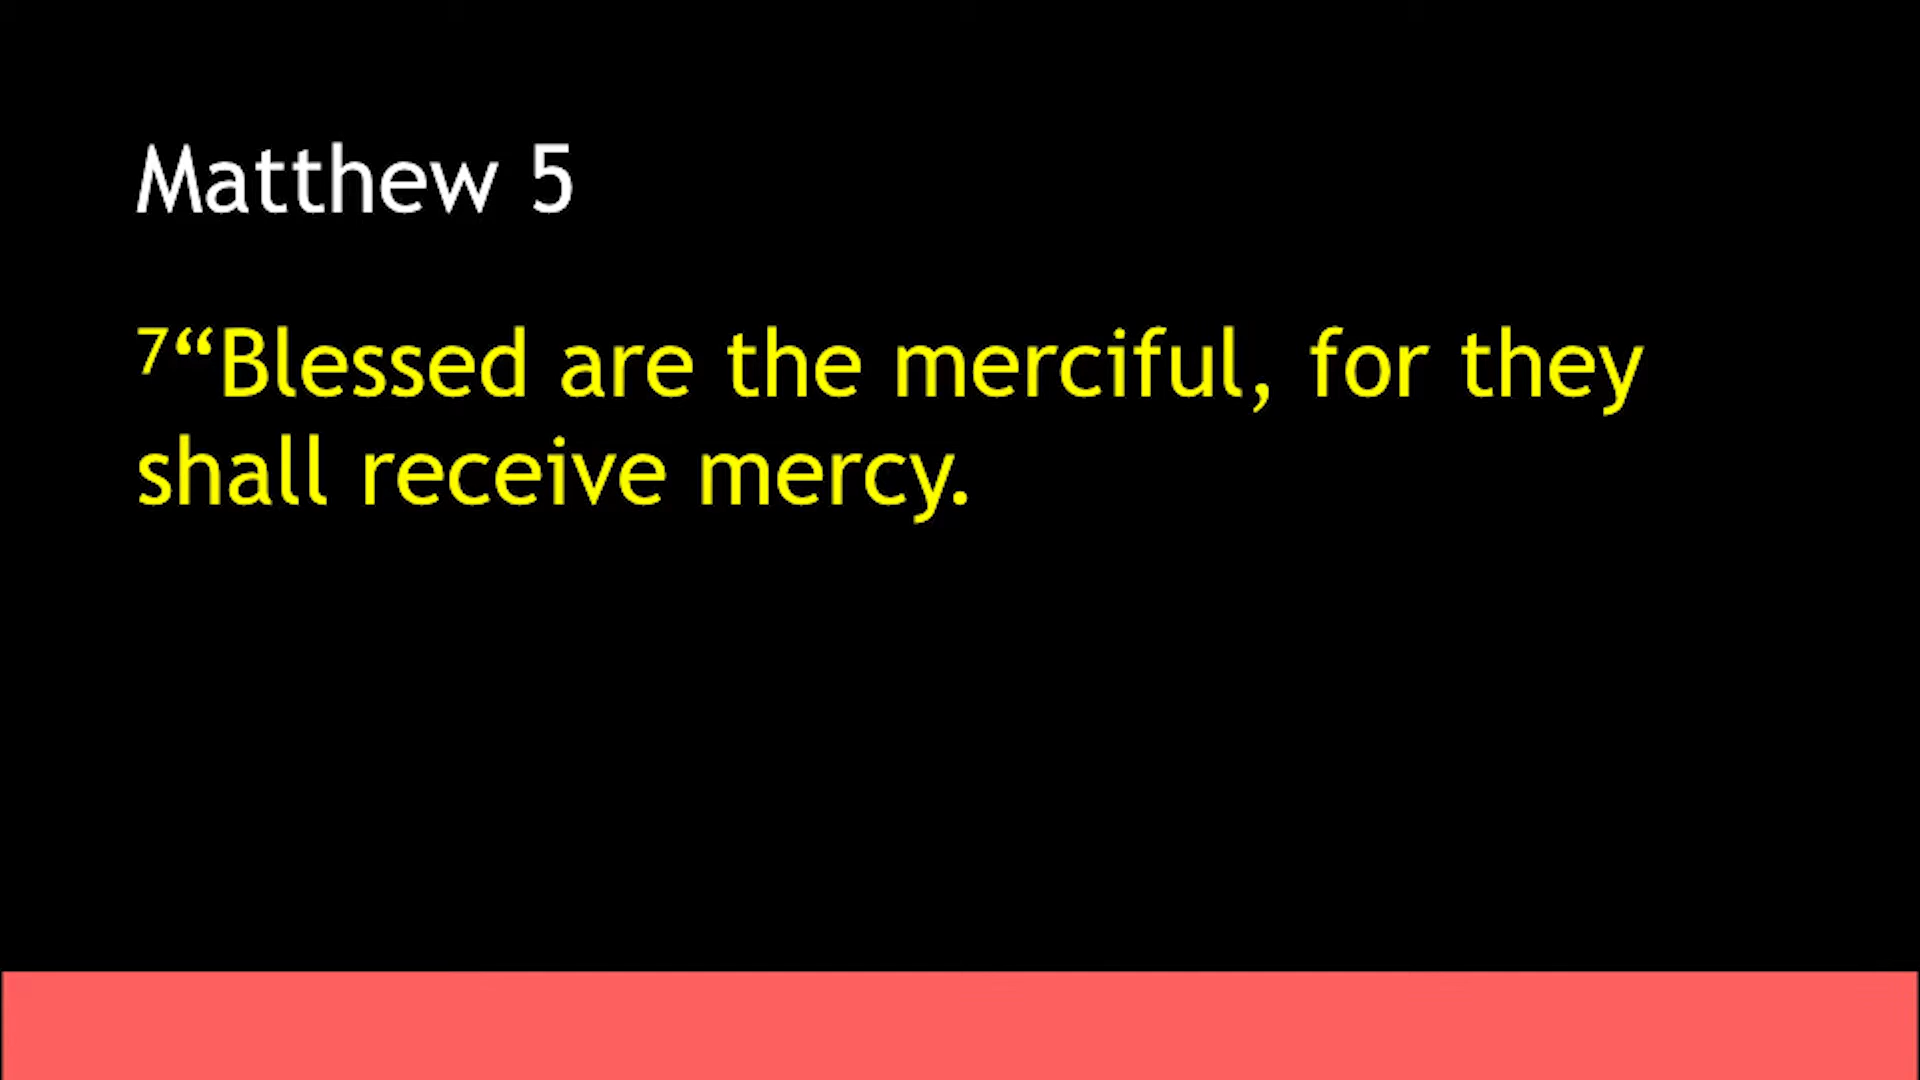 Matthew 5
7“Blessed are the merciful, for they
shall receive mercy.